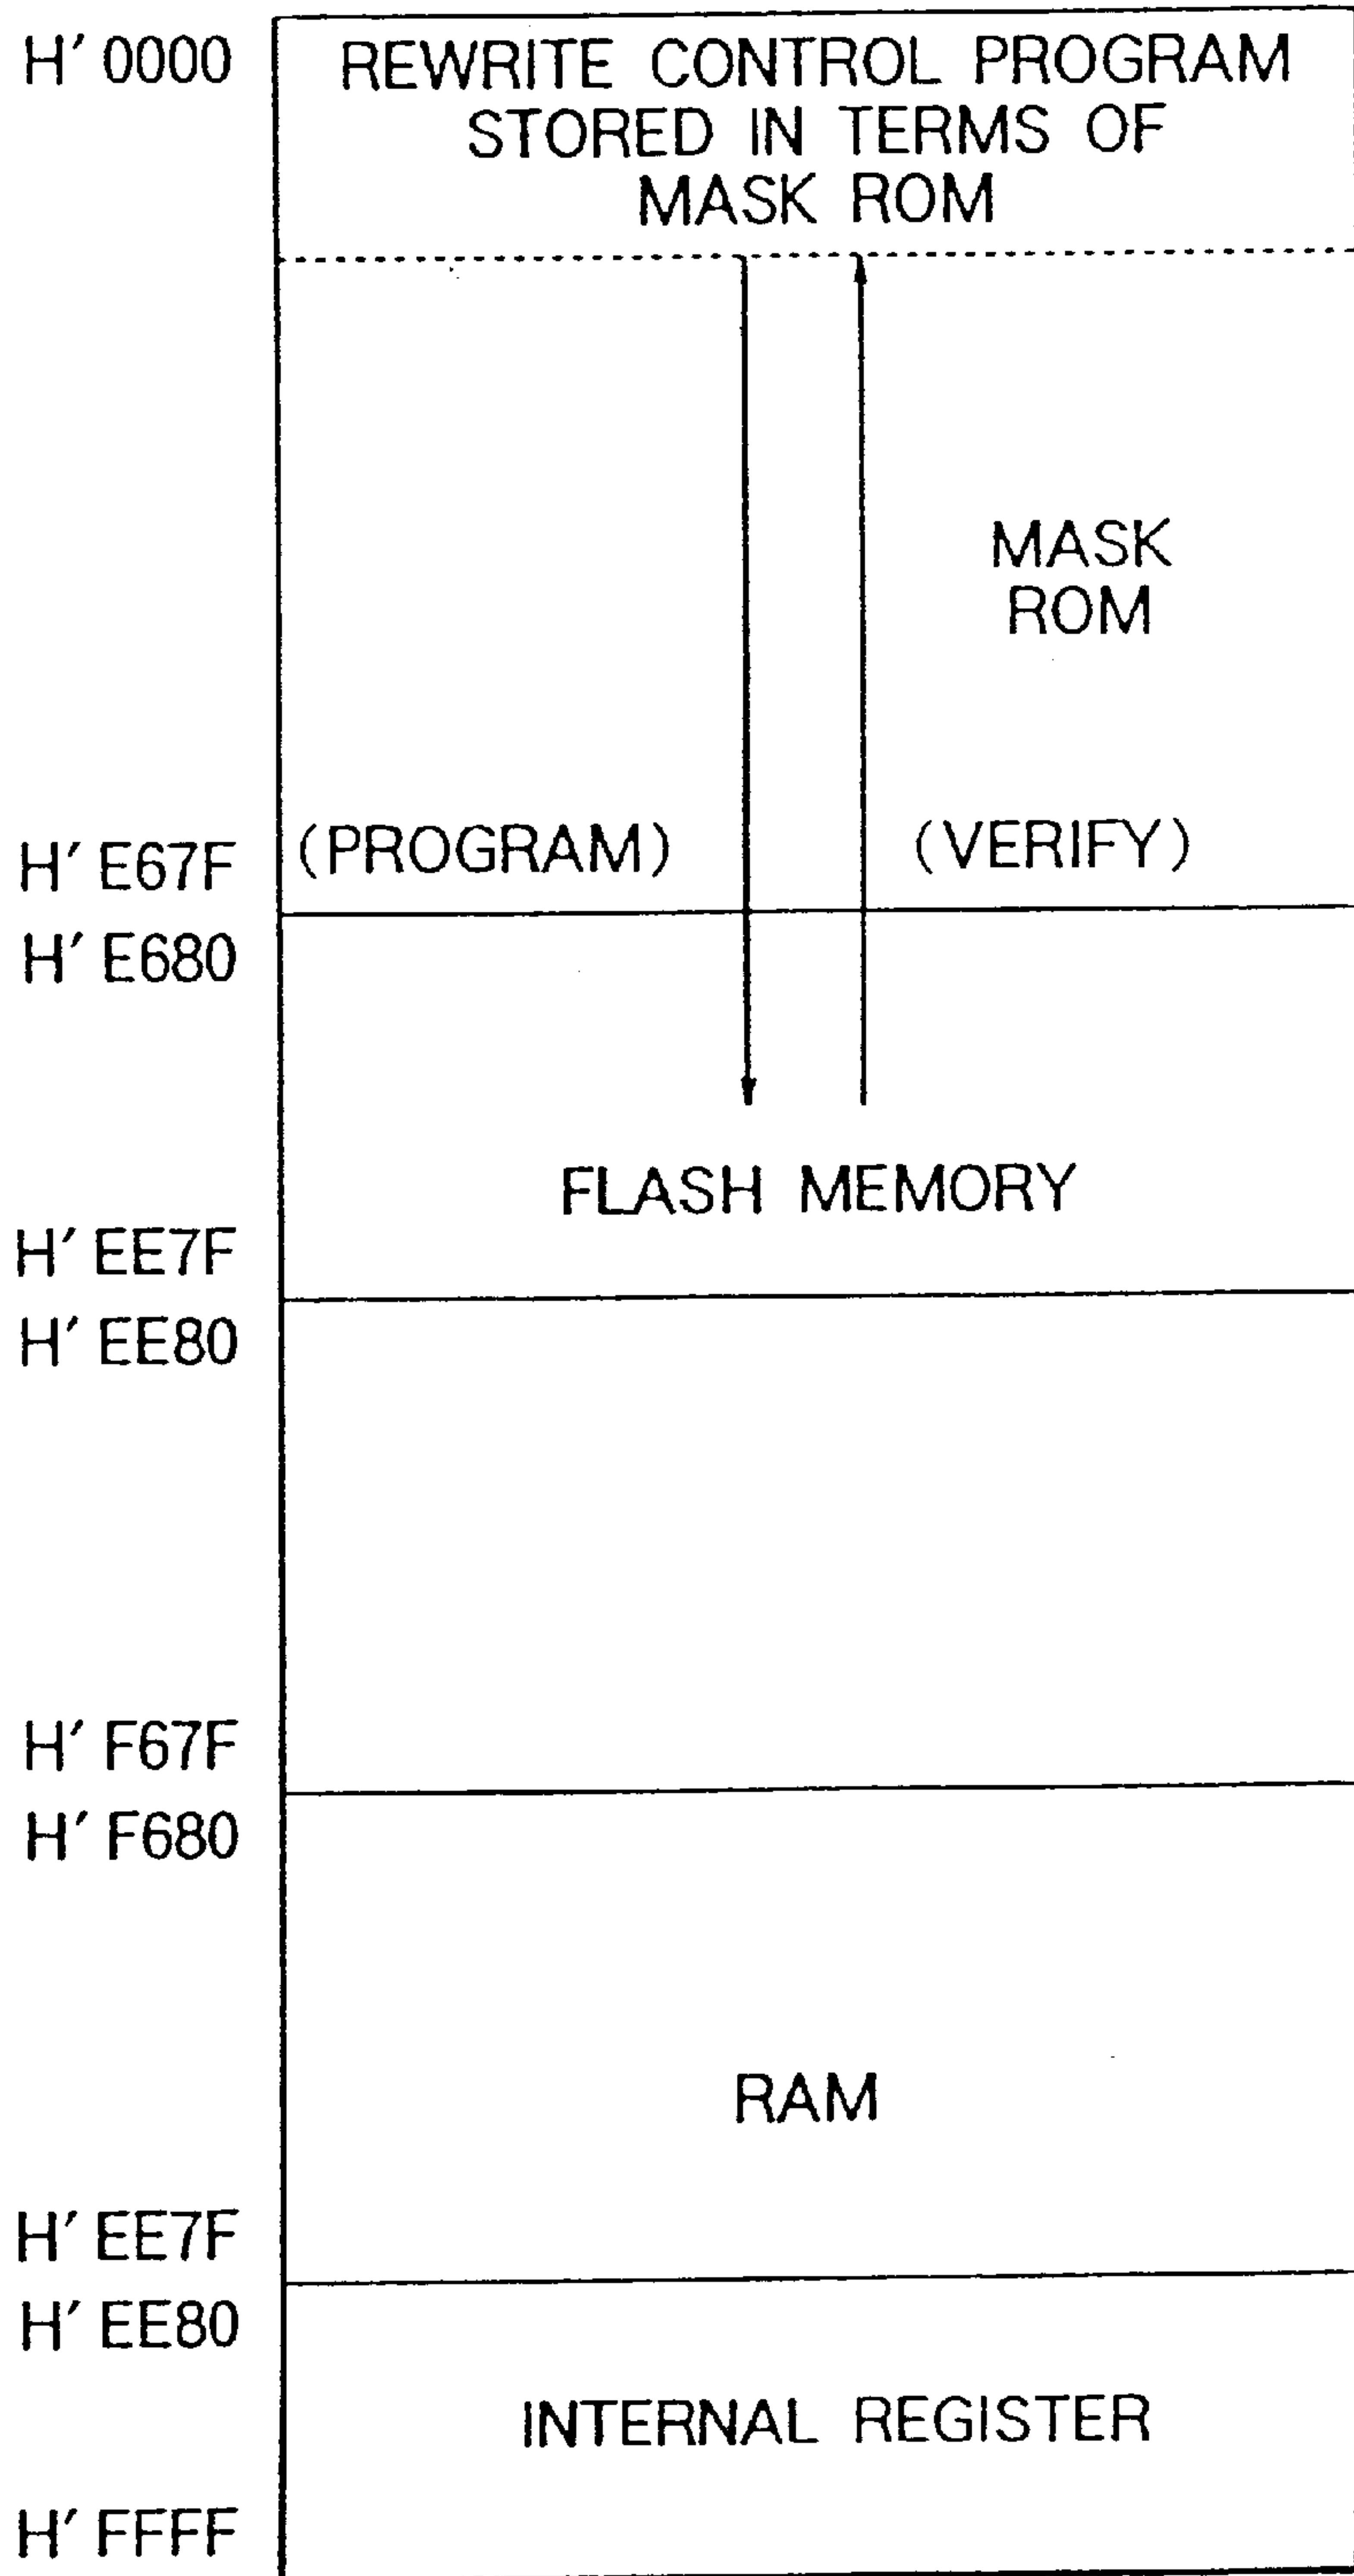 H' 0000
REWRITE CONTROL PROGRAM
STORED IN TERMS OF
MASK ROM
MASK
ROM
(PROGRAM)
(VERIFY)
H' E67F
H' E680
FLASH MEMORY
H' EE7F
H' EE80
H' F67F
H' F680
RAM
H' EE7F
H' EE80
INTERNAL REGISTER
H' FFFF